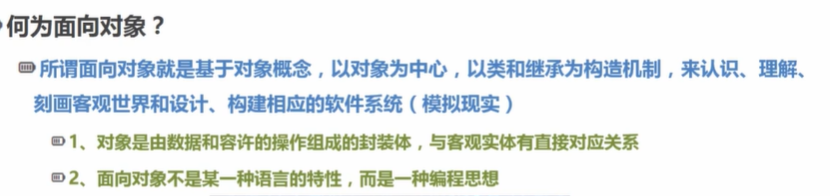 何为面向对象？
所谓面向对象就是基于对象概念，以对象为中心，以类和继承为构造机制，来认识、理解、
刻画客观世界和设计、构建相应的软件系统（模拟现实）
1、对象是由数据和容许的操作组成的封装体，与客观实体有直接对应关系
2、面向对象不是某一种语言的特性，而是一种编程思想